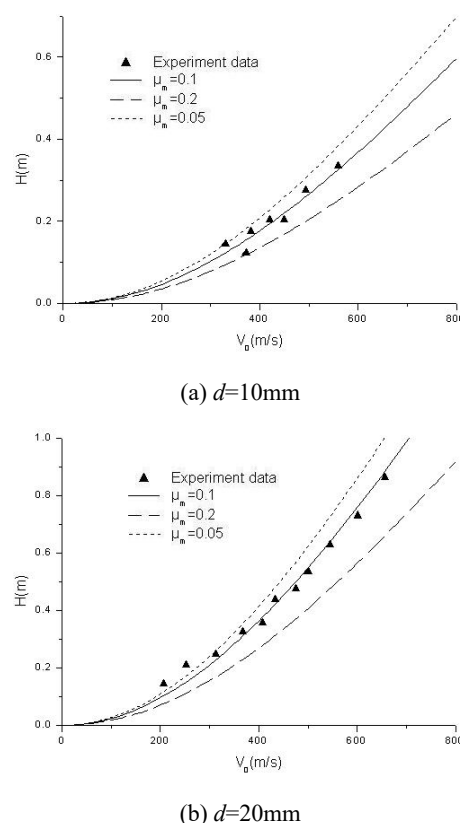 0.6
0.4
0.2
0.0
H(m)
Experiment data
μm=0.1
μm=0.2
μm=0.05
0
200
400
600
800
V0(m/s)
(a) d=10mm
1.0
0.8
0.6
0.4
0.2
0.0
H(m)
Experiment data
μm=0.1
μm=0.2
μm=0.05
0
200
400
600
800
V0(m/s)
(b) d=20mm